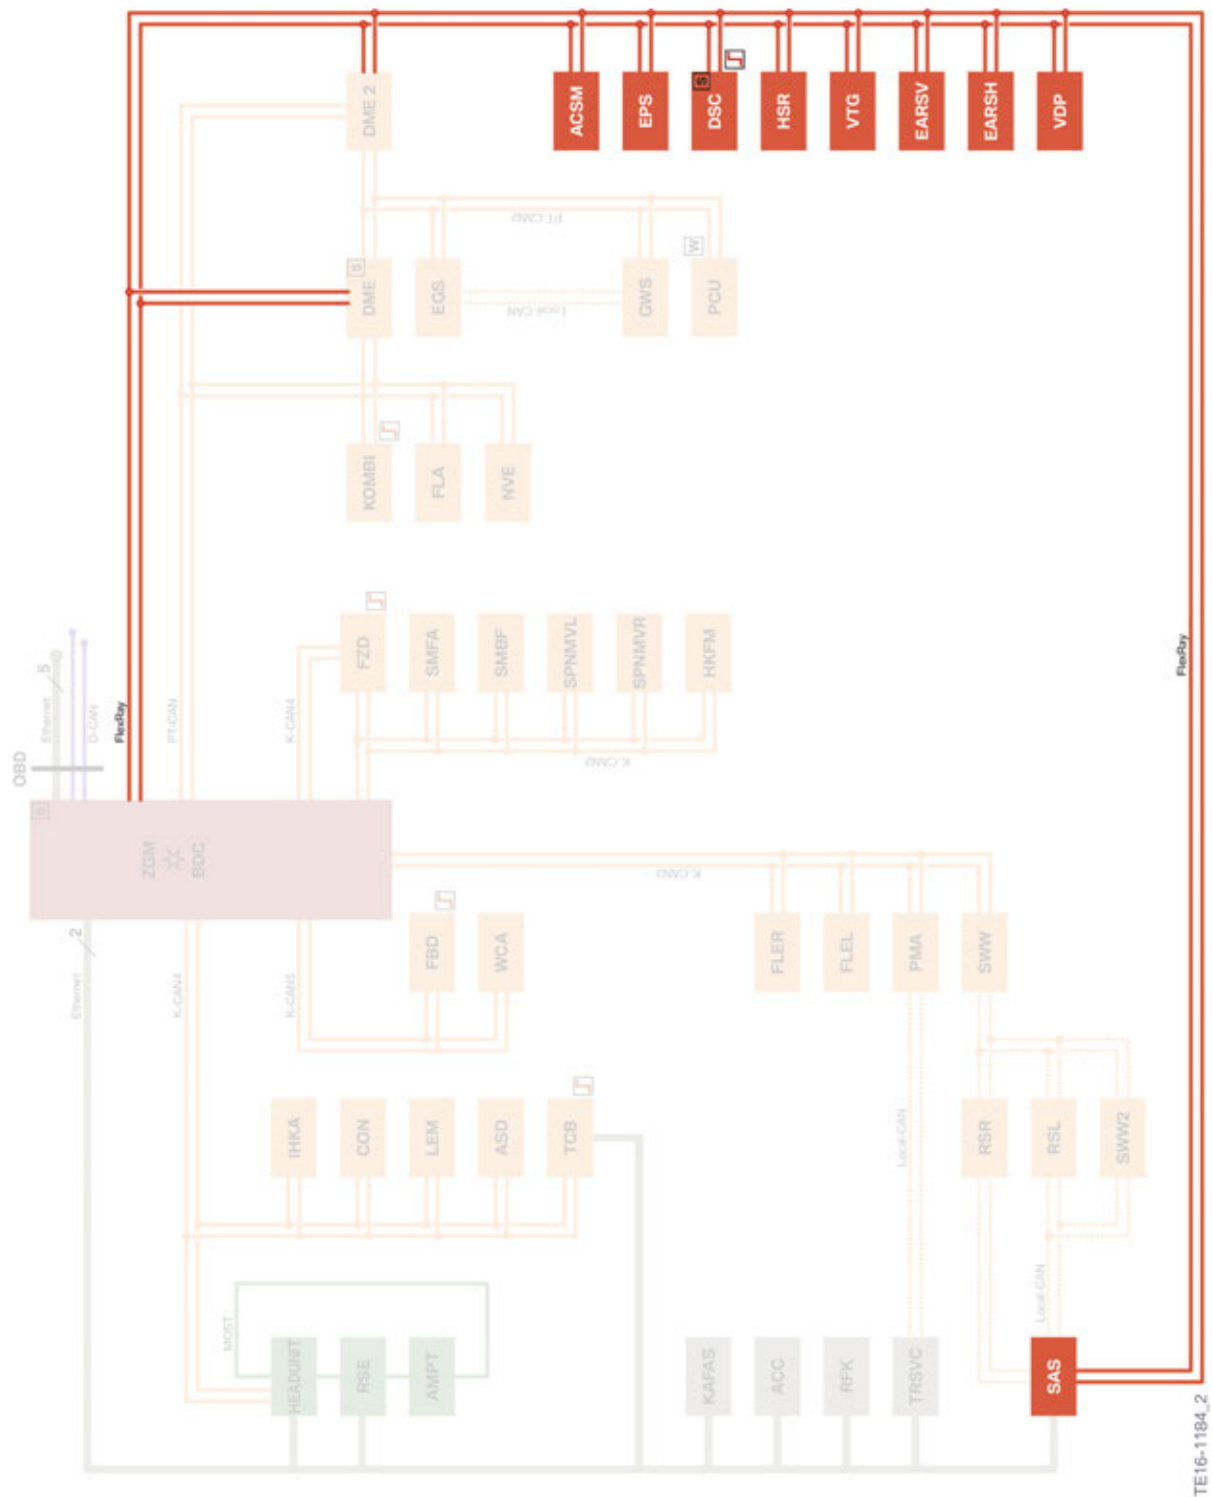 DME 2
ACSM
EPS
S
DSC
HSR
VTG
EARSV
EARSH
VDP
PT-CAN2
W
S
DME
EGS
GWS
PCU
Local-CAN
KOMBI
FLA
NVE
FZD
SMFA
SMBF
SPNMVL
SPNMVR
HKFM
FlexRay
5
Ethernet
D-CAN
FlexRay
PT-CAN
K-CAN4
K-CAN2
OBD
S
ZGM
BDC
K-CAN3
2
Ethernet
K-CAN4
K-CAN5
FBD
WCA
FLER
FLEL
PMA
SWW
IHKA
CON
LEM
ASD
TCB
RSR
RSL
SWW2
Local-CAN
Local-CAN
MOST
HEADUNIT
RSE
AMPT
KAFAS
ACC
RFK
TRSVC
SAS
TE16-1184_2